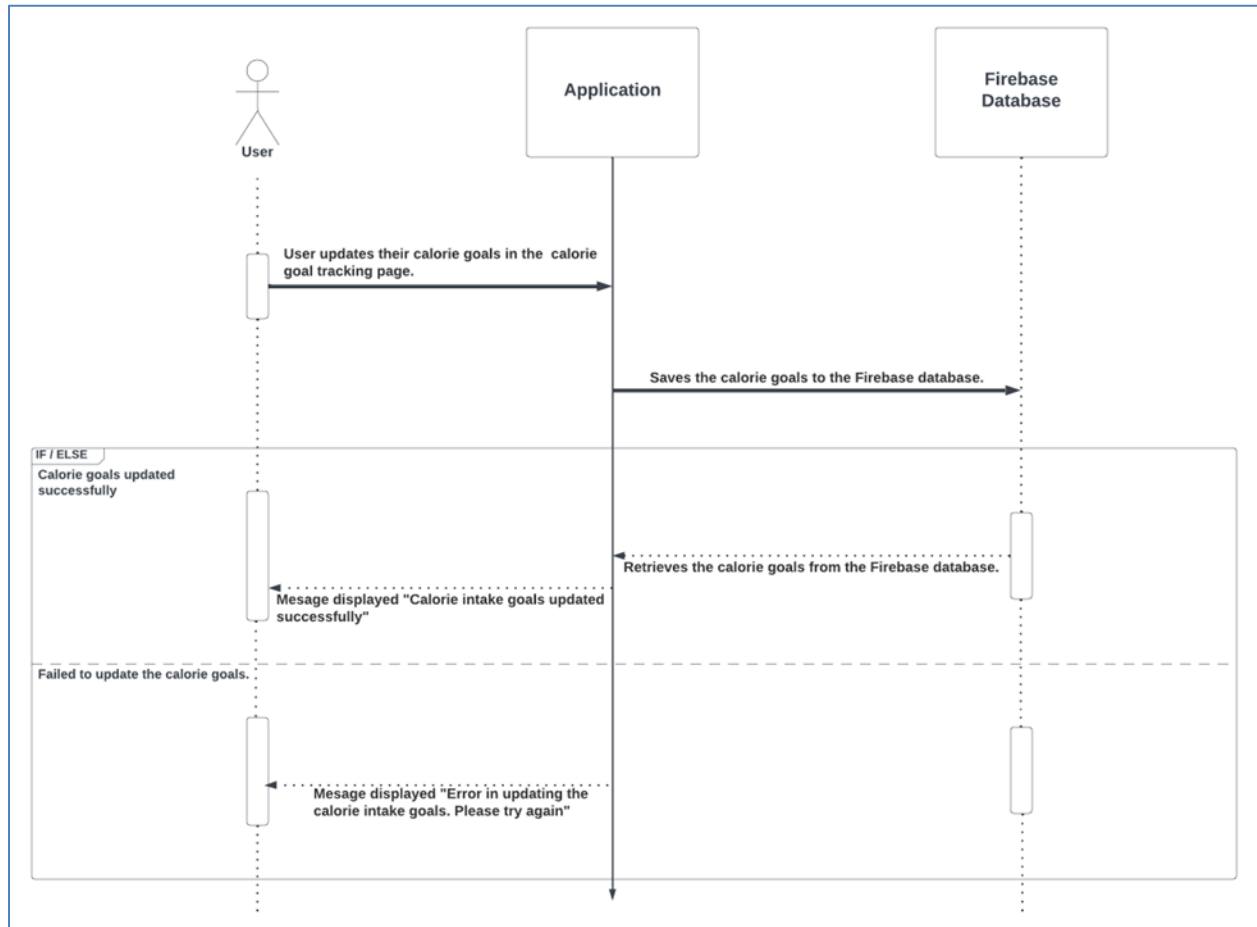 User
Application
Firebase
Database
User updates their calorie goals in the calorie
goal tracking page.
Saves the calorie goals to the Firebase database.
IF / ELSE
Calorie goals updated
successfully
Retrieves the calorie goals from the Firebase database.
Mesage displayed "Calorie intake goals updated
successfully"
Failed to update the calorie goals.
Mesage displayed "Error in updating the
calorie intake goals. Please try again"